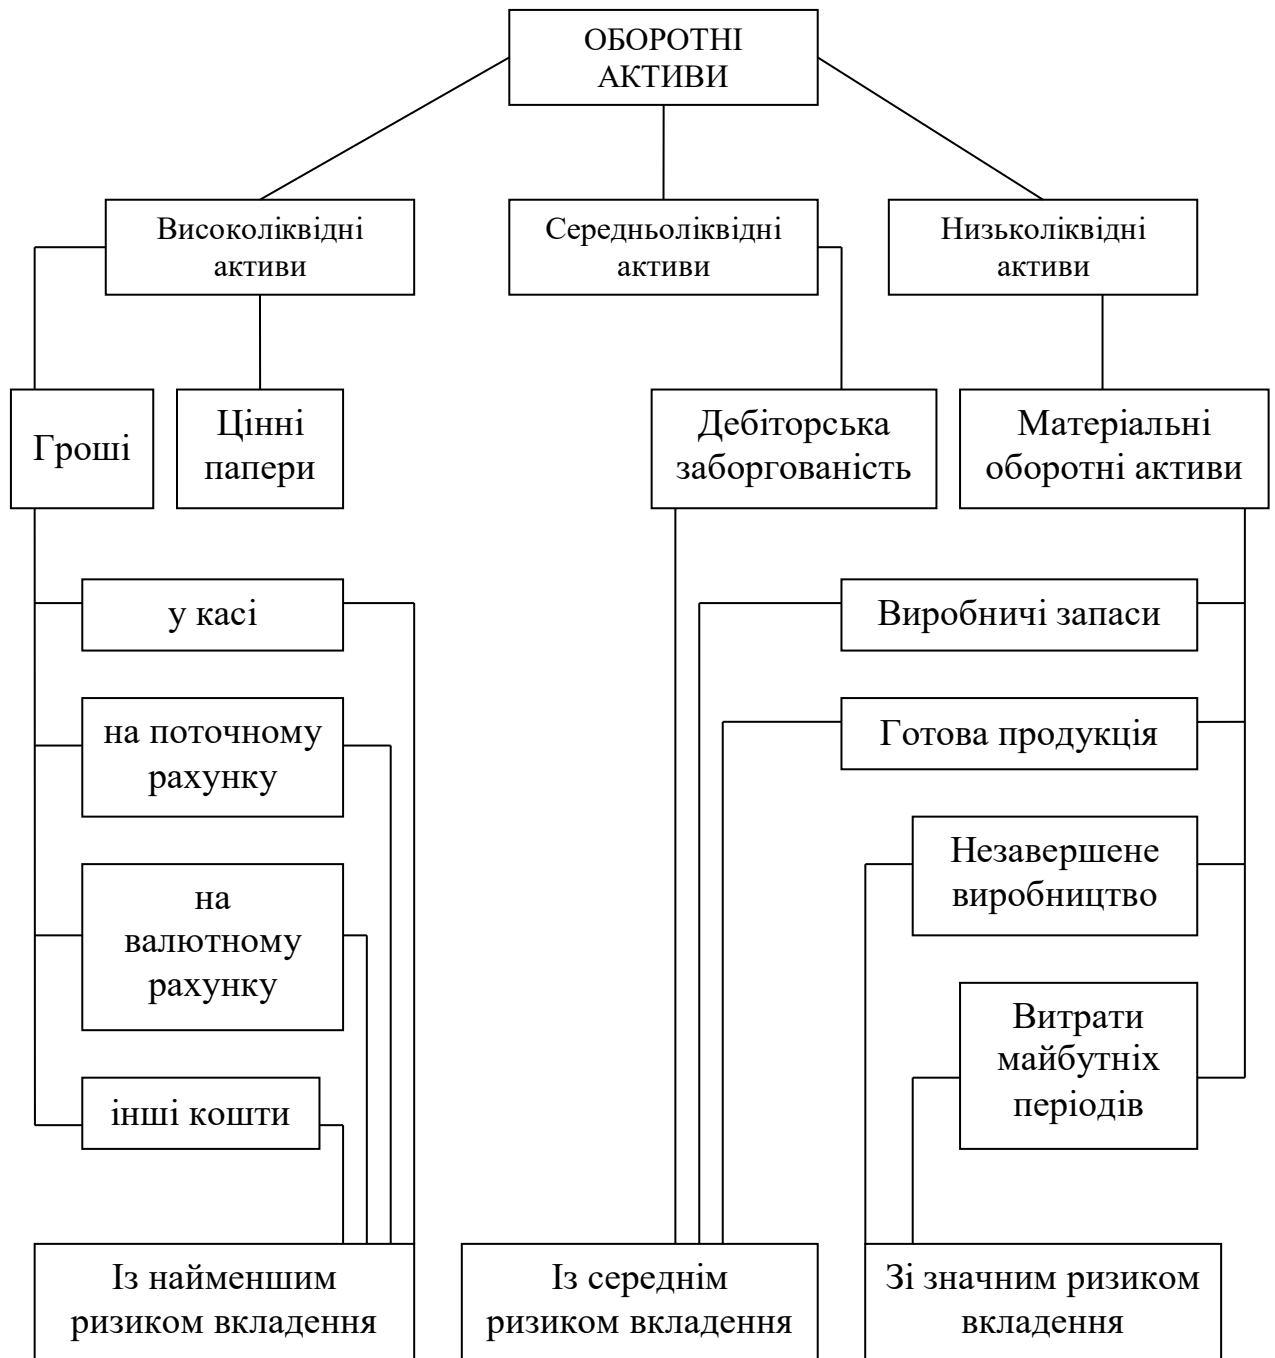 ОБОРОТНІ
АКТИВИ
Високоліквідні
активи
Середньоліквідні
активи
Низьколіквідні
активи
Гроші
Цінні
папери
Дебіторська
заборгованість
Матеріальні
оборотні активи
у касі
Виробничі запаси
на поточному
рахунку
Готова продукція
Незавершене
виробництво
на
валютному
рахунку
Витрати
майбутніх
періодів
інші кошти
Із найменшим
ризиком вкладення
Із середнім
ризиком вкладення
Зі значним ризиком
вкладення